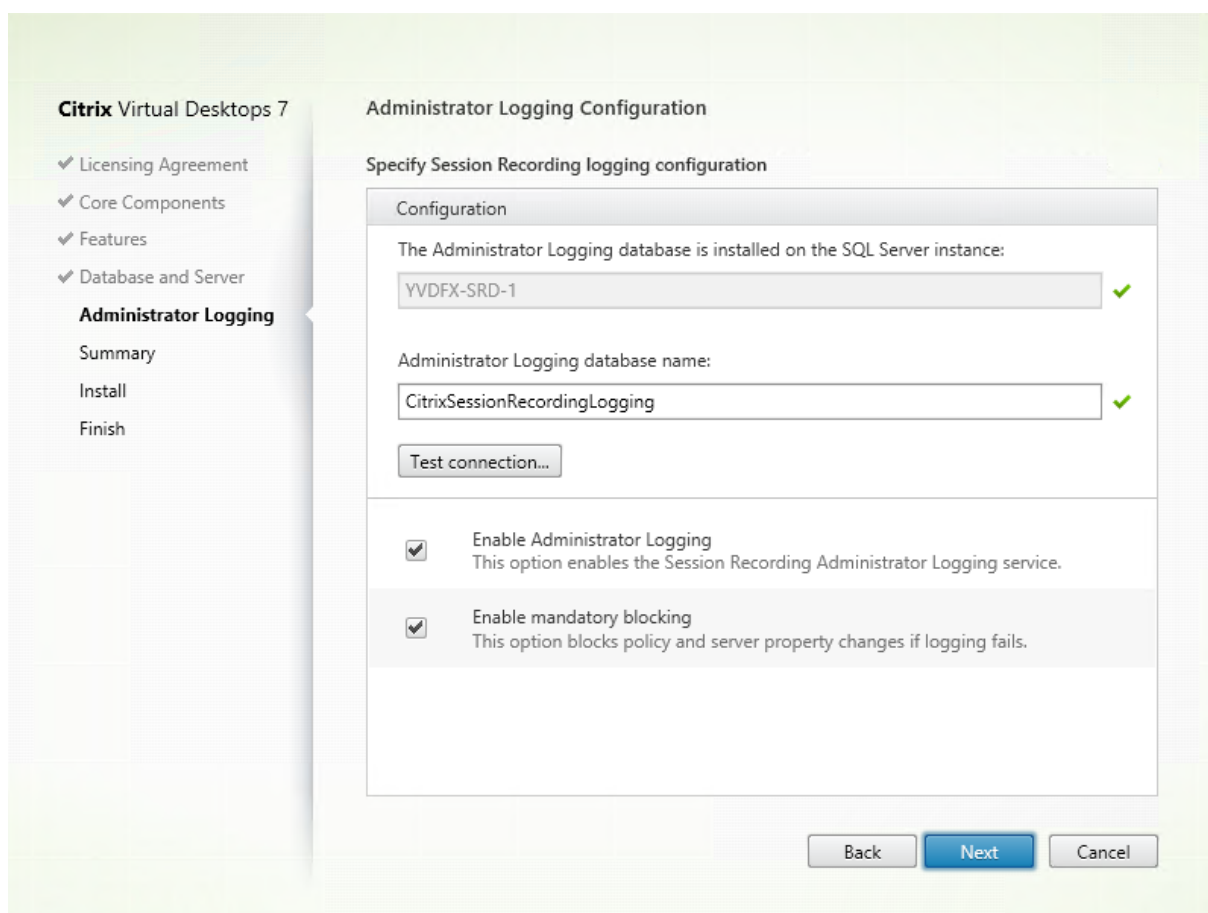 Citrix Virtual Desktops 7
Licensing Agreement
Core Components
Features
Database and Server
Administrator Logging
Summary
Install
Finish
Administrator Logging Configuration
Specify Session Recording logging configuration
Configuration
The Administrator Logging database is installed on the SQL Server instance:
YVDFX-SRD-1
Administrator Logging database name:
CitrixSessionRecordingLogging
Test connection...
Enable Administrator Logging
This option enables the Session Recording Administrator Logging service.
Enable mandatory blocking
This option blocks policy and server property changes if logging fails.
Back
Next
Cancel